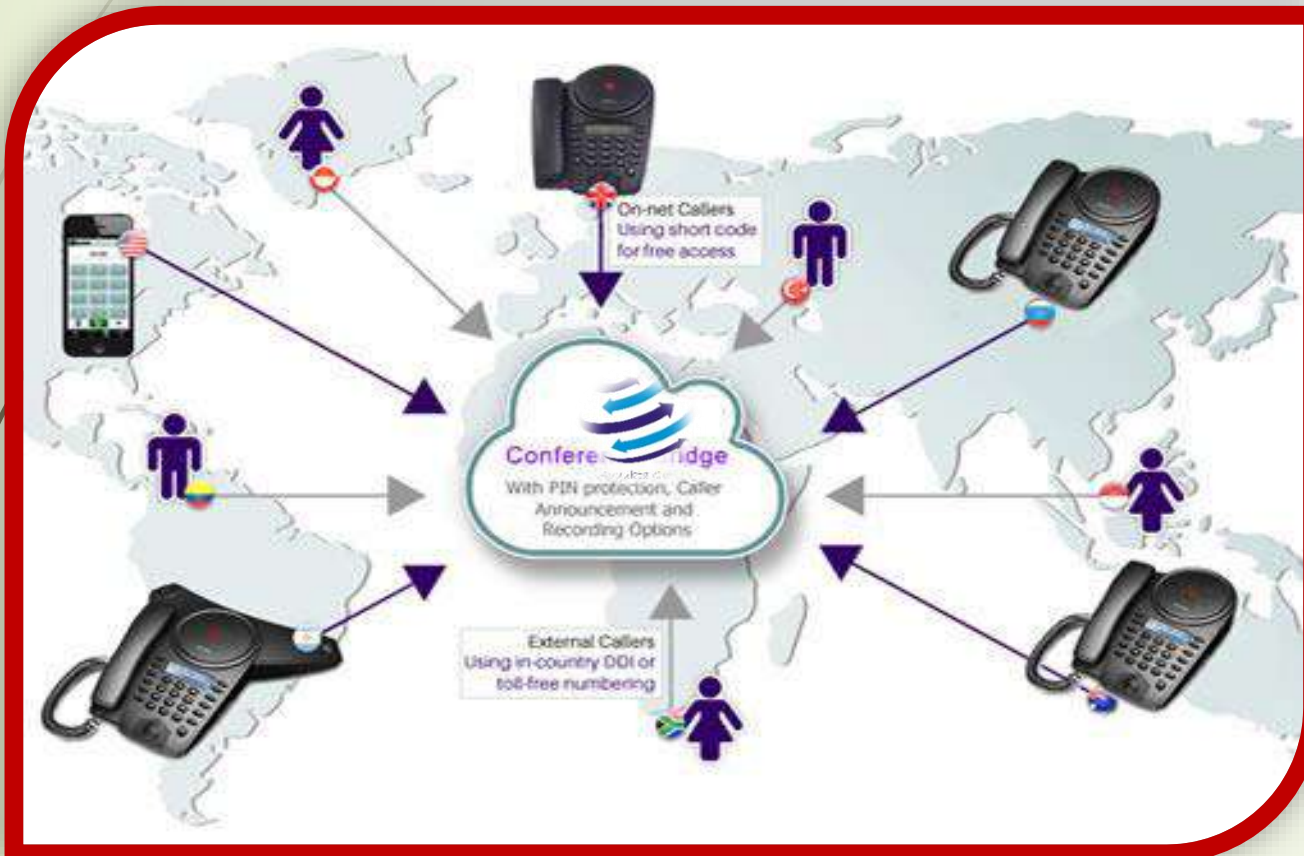 On-net Callers
Using short code
for free access
With PIN protection, Caller
Announcement and
Recording Options
External Callers
Using in-country DDI or
toll-free numbering